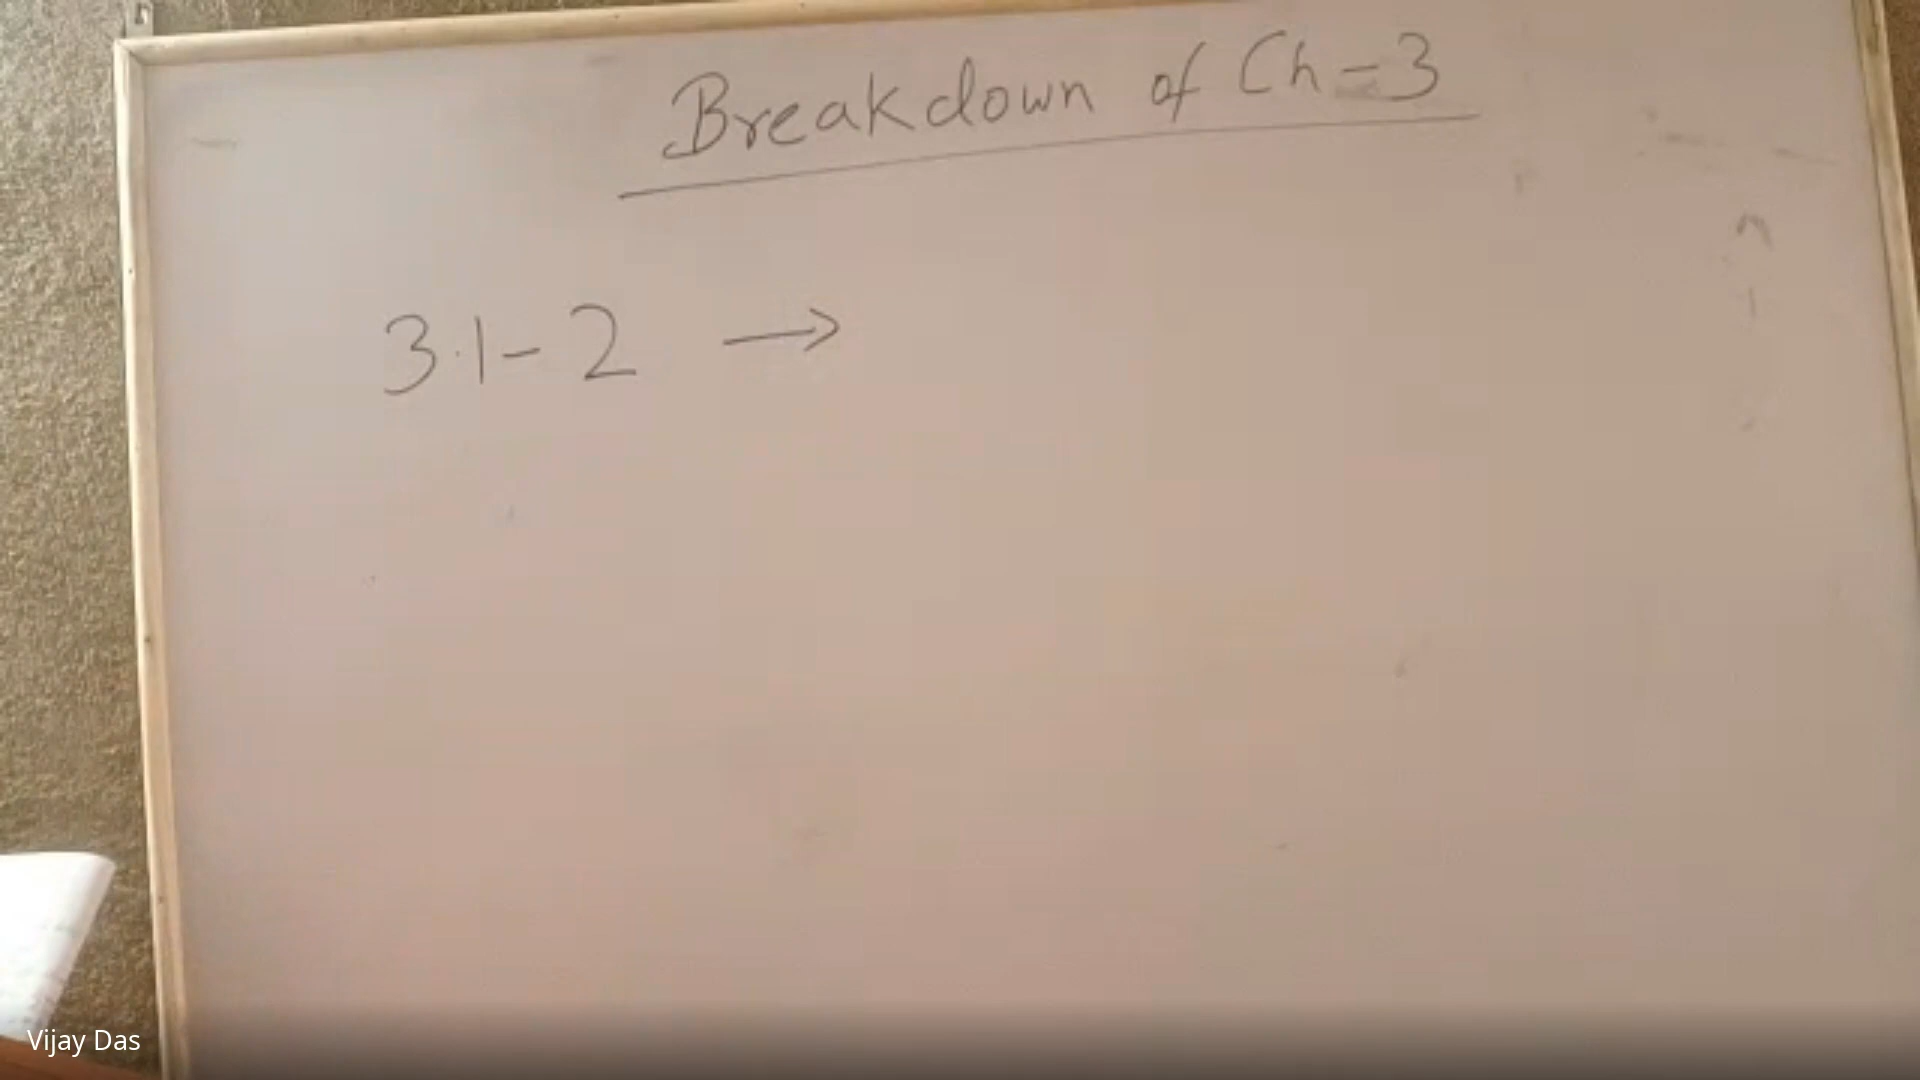 Breakdown of Ch-3
3.1-2 →
Vijay Das